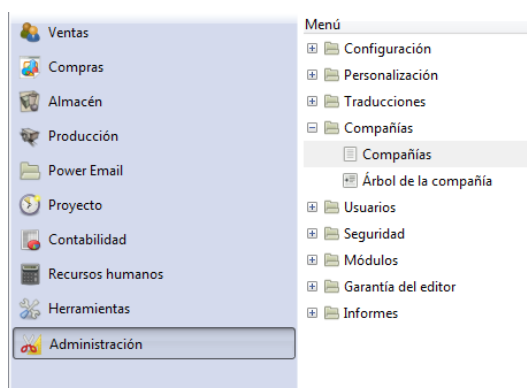 Ventas
Compras
Almacén
Producción
Power Email
Proyecto
Contabilidad
Recursos humanos
Herramientas
Administración
Menú
Configuración
Personalización
Traducciones
Compañías
Compañías
Árbol de la compañía
Usuarios
Seguridad
Módulos
Garantía del editor
Informes